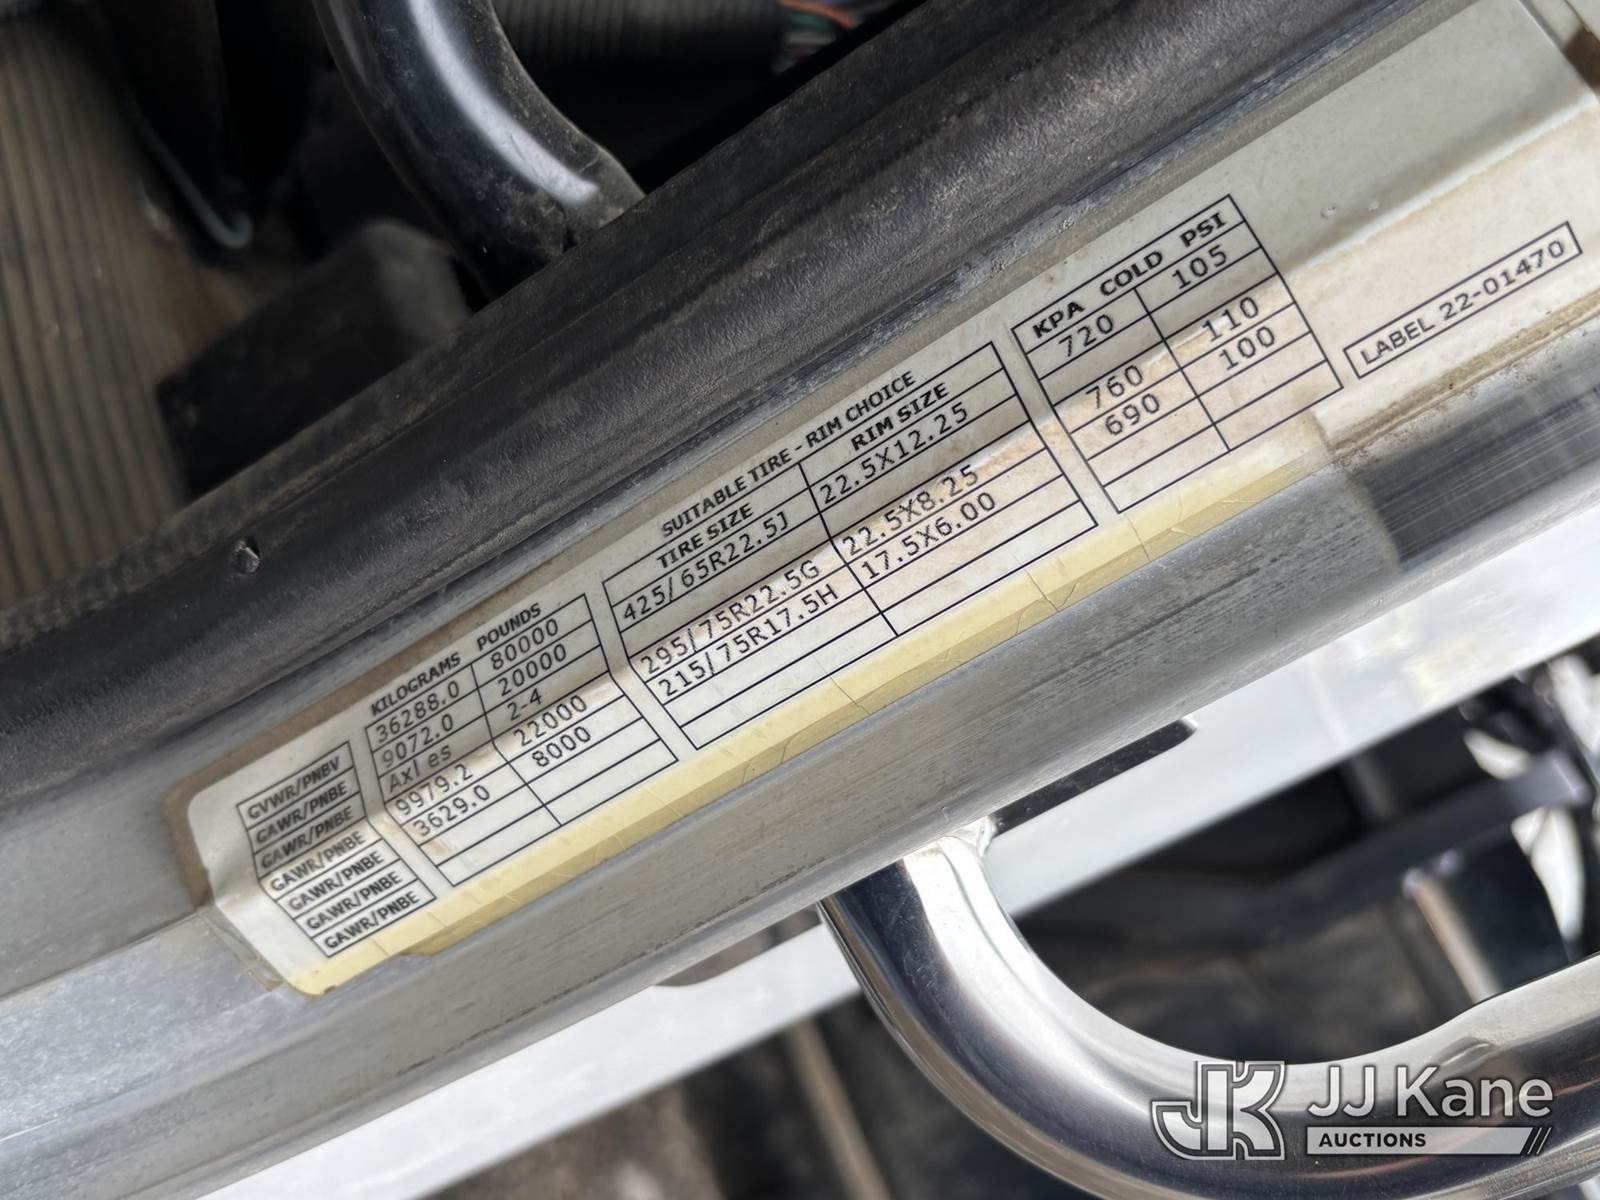 KILOGRAMS POUNDS
GVWR/PNBV 36288.0 80000
GAWR/PNBE 9072.0 20000
GAWR/PNBE Axles 2-4
GAWR/PNBE 9979.2 22000
GAWR/PNBE 3629.0 8000
GAWR/PNBE
GAWR/PNBE
SUITABLE TIRE - RIM CHOICE
TIRE SIZE RIM SIZE
425/65R22.5J 22.5X12.25
295/75R22.5G 22.5X8.25
215/75R17.5H 17.5X6.00
KPA COLD PSI
720 105
760 110
690 100
LABEL 22-01470
JK JJ Kane
AUCTIONS